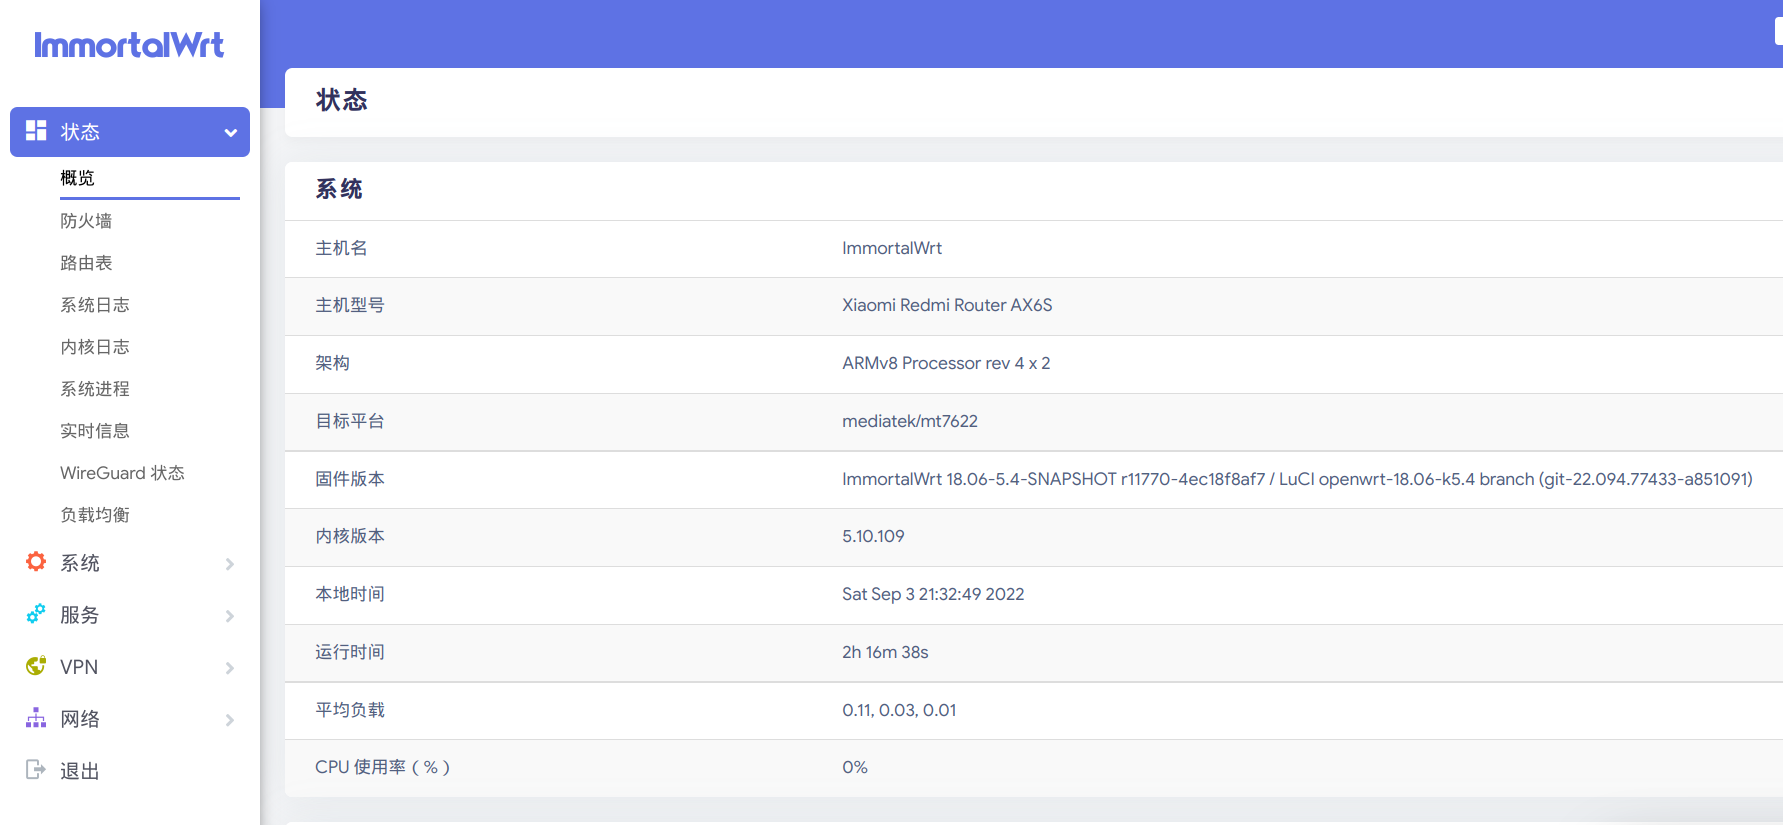 ImmortalWrt
状态
概览
防火墙
路由表
系统日志
内核日志
系统进程
实时信息
WireGuard 状态
负载均衡
系统
服务
VPN
网络
退出
状态
系统
主机名 ImmortalWrt
主机型号 Xiaomi Redmi Router AX6S
架构 ARMv8 Processor rev 4 x 2
目标平台 mediatek/mt7622
固件版本 ImmortalWrt 18.06-5.4-SNAPSHOT r11770-4ec18f8af7 / LuCI openwrt-18.06-k5.4 branch (git-22.094.77433-a851091)
内核版本 5.10.109
本地时间 Sat Sep 3 21:32:49 2022
运行时间 2h 16m 38s
平均负载 0.11, 0.03, 0.01
CPU 使用率（%） 0%